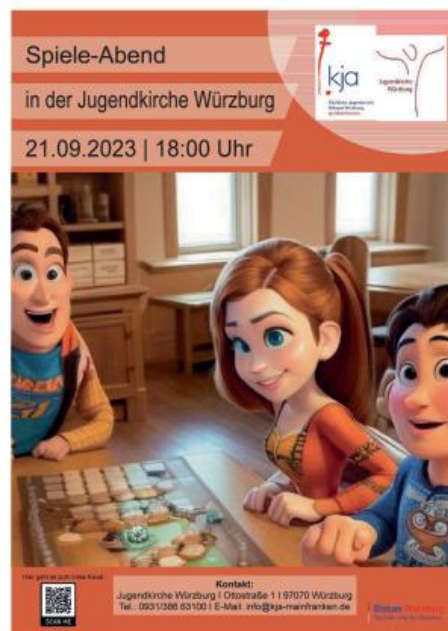 Spiele-Abend
in der Jugendkirche Würzburg
21.09.2023 | 18:00 Uhr
kja
Jugendkirche
Würzburg
Kontakt:
Jugendkirche Würzburg I Ottostraße 1 I 97070 Würzburg
Tel.: 0931/386 63100 I E-Mail: info@kja-mainfranken.de
SCAN ME
Bistum Würzburg